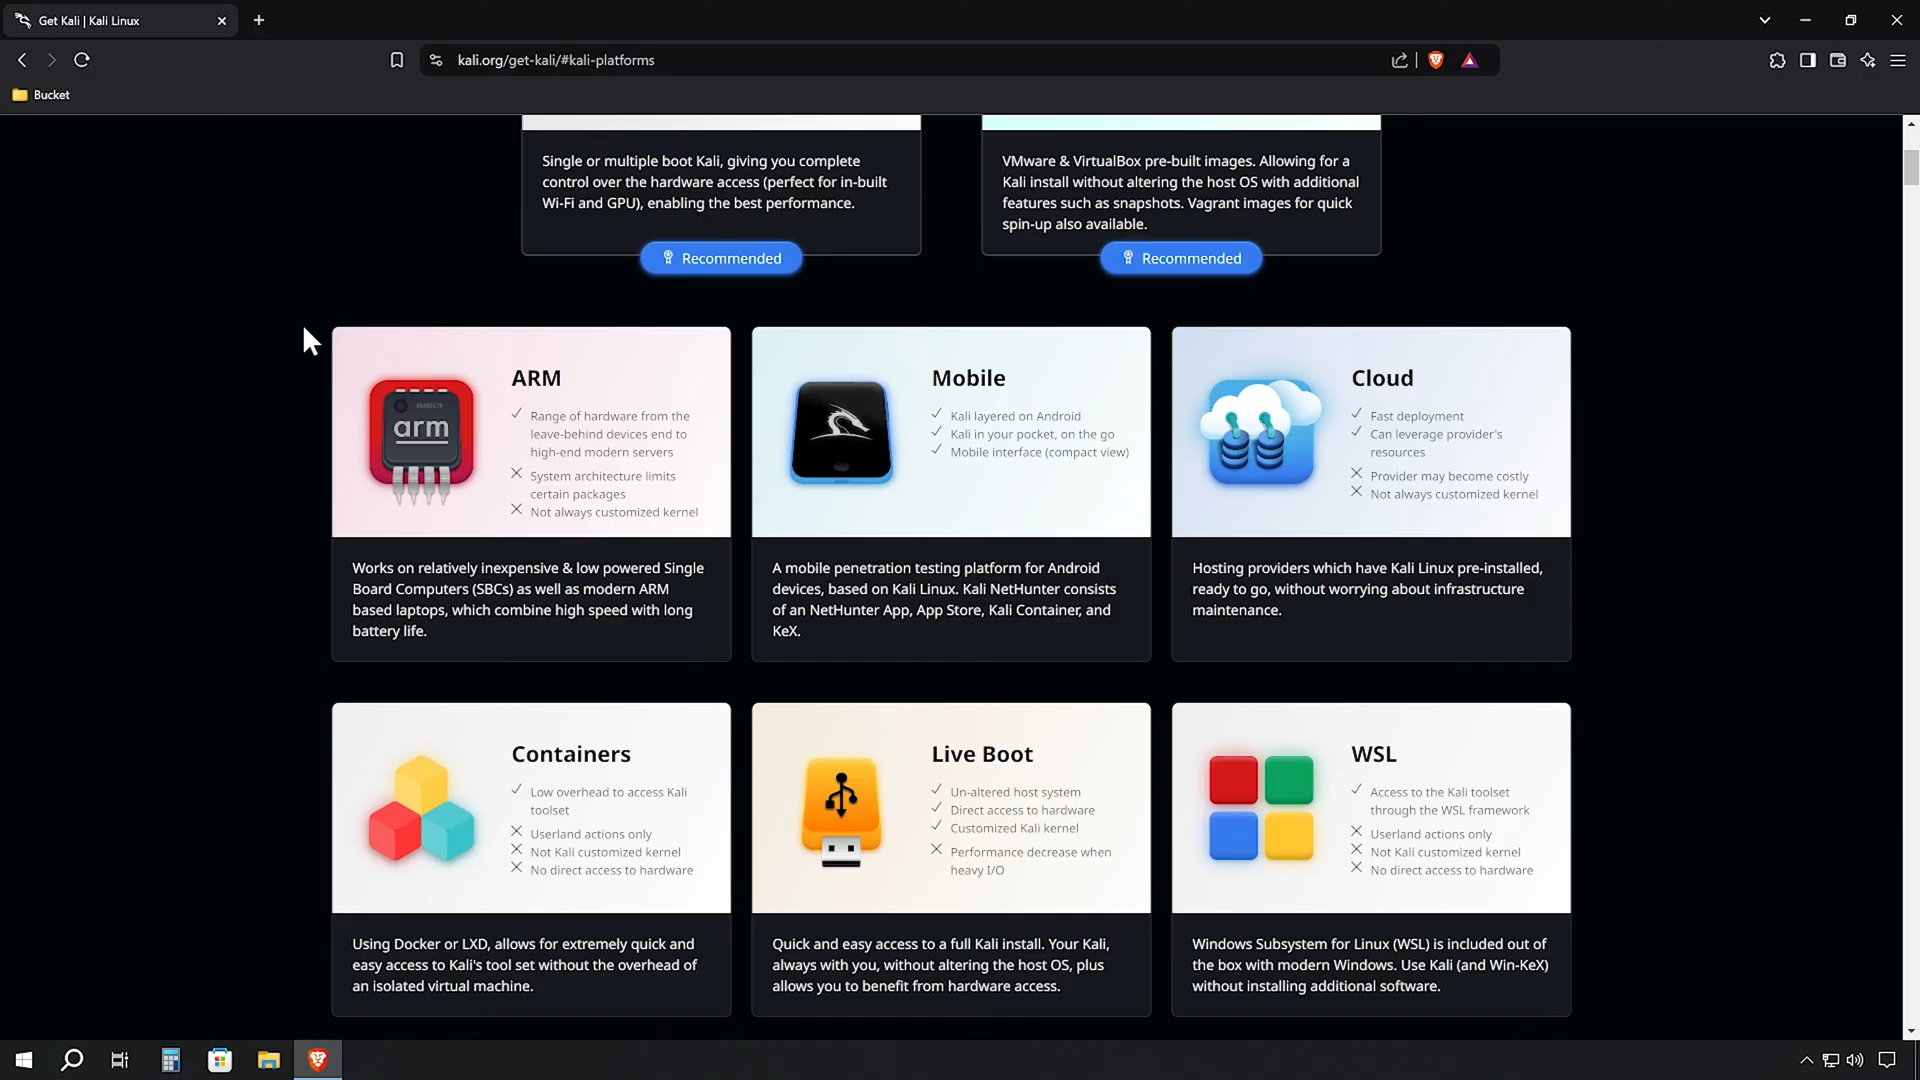 Get Kali | Kali Linux
kali.org/get-kali/#kali-platforms
Bucket
Single or multiple boot Kali, giving you complete
control over the hardware access (perfect for in-built
Wi-Fi and GPU), enabling the best performance.
Recommended
VMware & VirtualBox pre-built images. Allowing for a
Kali install without altering the host OS with additional
features such as snapshots. Vagrant images for quick
spin-up also available.
Recommended
arm
ARM
Range of hardware from the
leave-behind devices end to
high-end modern servers
System architecture limits
certain packages
Not always customized kernel
Works on relatively inexpensive & low powered Single
Board Computers (SBCs) as well as modern ARM
based laptops, which combine high speed with long
battery life.
Mobile
Kali layered on Android
Kali in your pocket, on the go
Mobile interface (compact view)
A mobile penetration testing platform for Android
devices, based on Kali Linux. Kali NetHunter consists
of an NetHunter App, App Store, Kali Container, and
KeX.
Cloud
Fast deployment
Can leverage provider's
resources
Provider may become costly
Not always customized kernel
Hosting providers which have Kali Linux pre-installed,
ready to go, without worrying about infrastructure
maintenance.
Containers
Low overhead to access Kali
toolset
Userland actions only
Not Kali customized kernel
No direct access to hardware
Using Docker or LXD, allows for extremely quick and
easy access to Kali's tool set without the overhead of
an isolated virtual machine.
Live Boot
Un-altered host system
Direct access to hardware
Customized Kali kernel
Performance decrease when
heavy I/O
Quick and easy access to a full Kali install. Your Kali,
always with you, without altering the host OS, plus
allows you to benefit from hardware access.
WSL
Access to the Kali toolset
through the WSL framework
Userland actions only
Not Kali customized kernel
No direct access to hardware
Windows Subsystem for Linux (WSL) is included out of
the box with modern Windows. Use Kali (and Win-KeX)
without installing additional software.